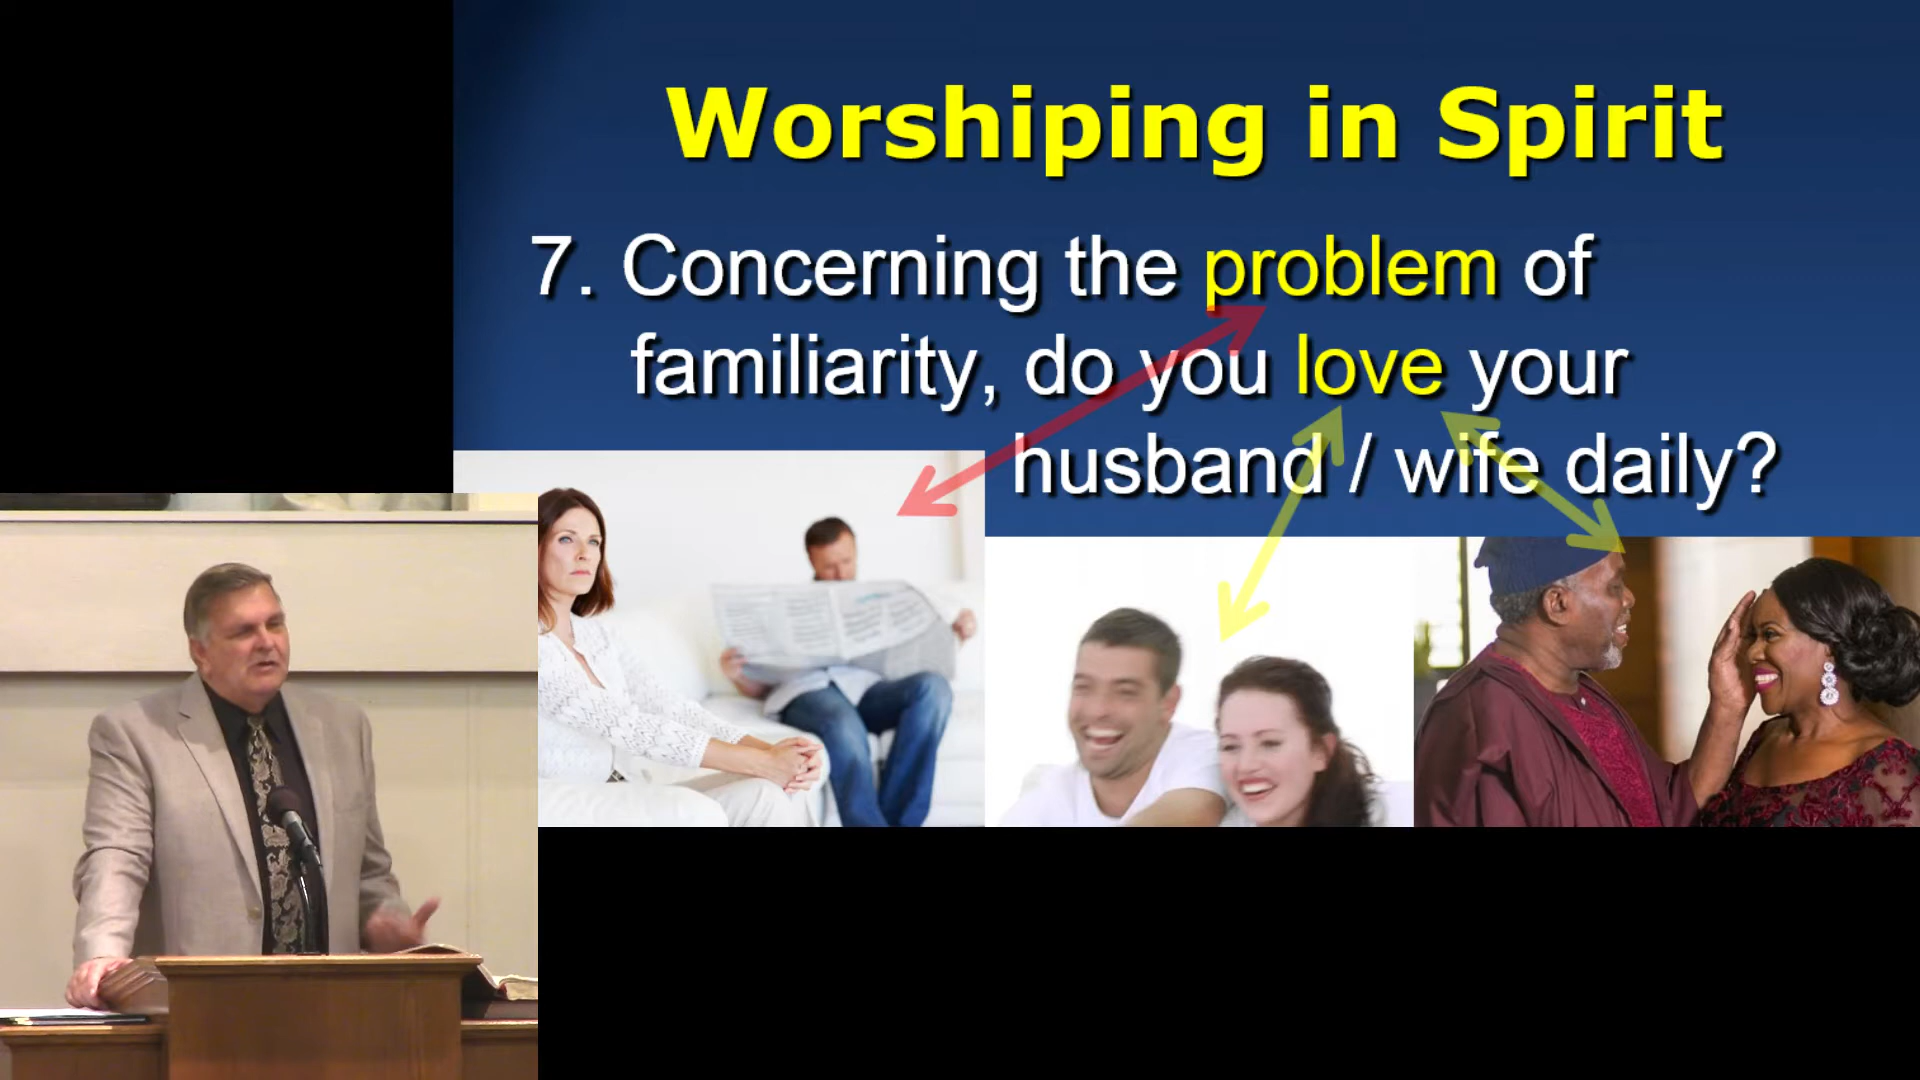 Worshiping in Spirit
7. Concerning the problem of
familiarity, do you love your
husband / wife daily?